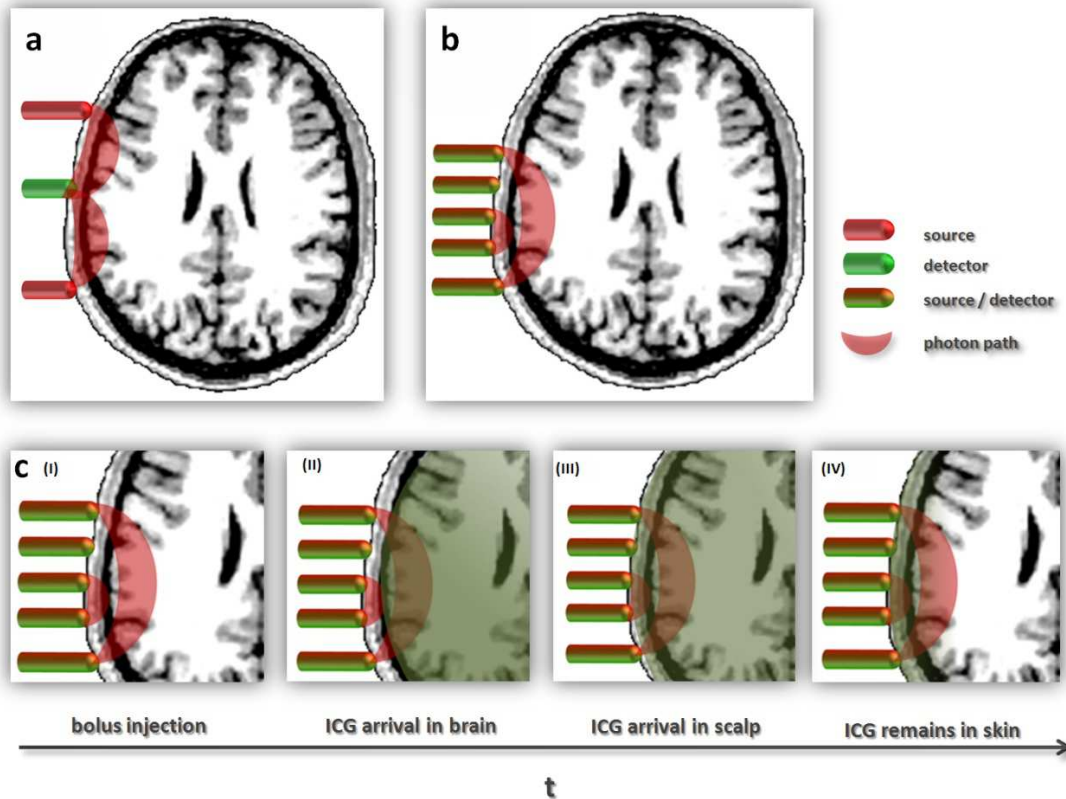 a
b
source
detector
source / detector
photon path
c (I)
(II)
(III)
(IV)
bolus injection
ICG arrival in brain
ICG arrival in scalp
ICG remains in skin
t